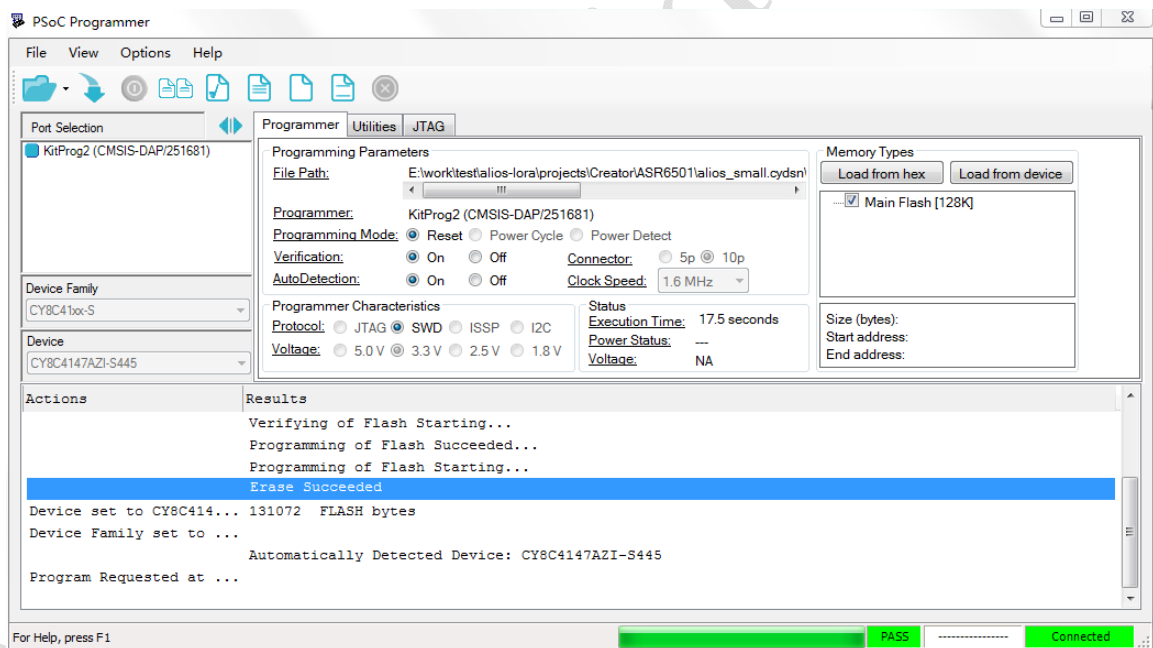 PSoC Programmer
File View Options Help
Port Selection
KitProg2 (CMSIS-DAP/251681)
Device Family
CY8C41xx-S
Device
CY8C4147AZI-S445
Programmer Utilities JTAG
Programming Parameters
File Path: E:\work\test\alios-lora\projects\Creator\ASR6501\alios_small.cydsn\
Programmer: KitProg2 (CMSIS-DAP/251681)
Programming Mode: Reset Power Cycle Power Detect
Verification: On Off Connector: 5p 10p
AutoDetection: On Off Clock Speed: 1.6 MHz
Programmer Characteristics
Protocol: JTAG SWD ISSP I2C
Voltage: 5.0 V 3.3 V 2.5 V 1.8 V
Status
Execution Time: 17.5 seconds
Power Status: ---
Voltage: NA
Memory Types
Load from hex Load from device
Main Flash [128K]
Size (bytes):
Start address:
End address:
Actions Results
Verifying of Flash Starting...
Programming of Flash Succeeded...
Programming of Flash Starting...
Erase Succeeded
Device set to CY8C414... 131072 FLASH bytes
Device Family set to ...
Automatically Detected Device: CY8C4147AZI-S445
Program Requested at ...
For Help, press F1
PASS ---------------- Connected